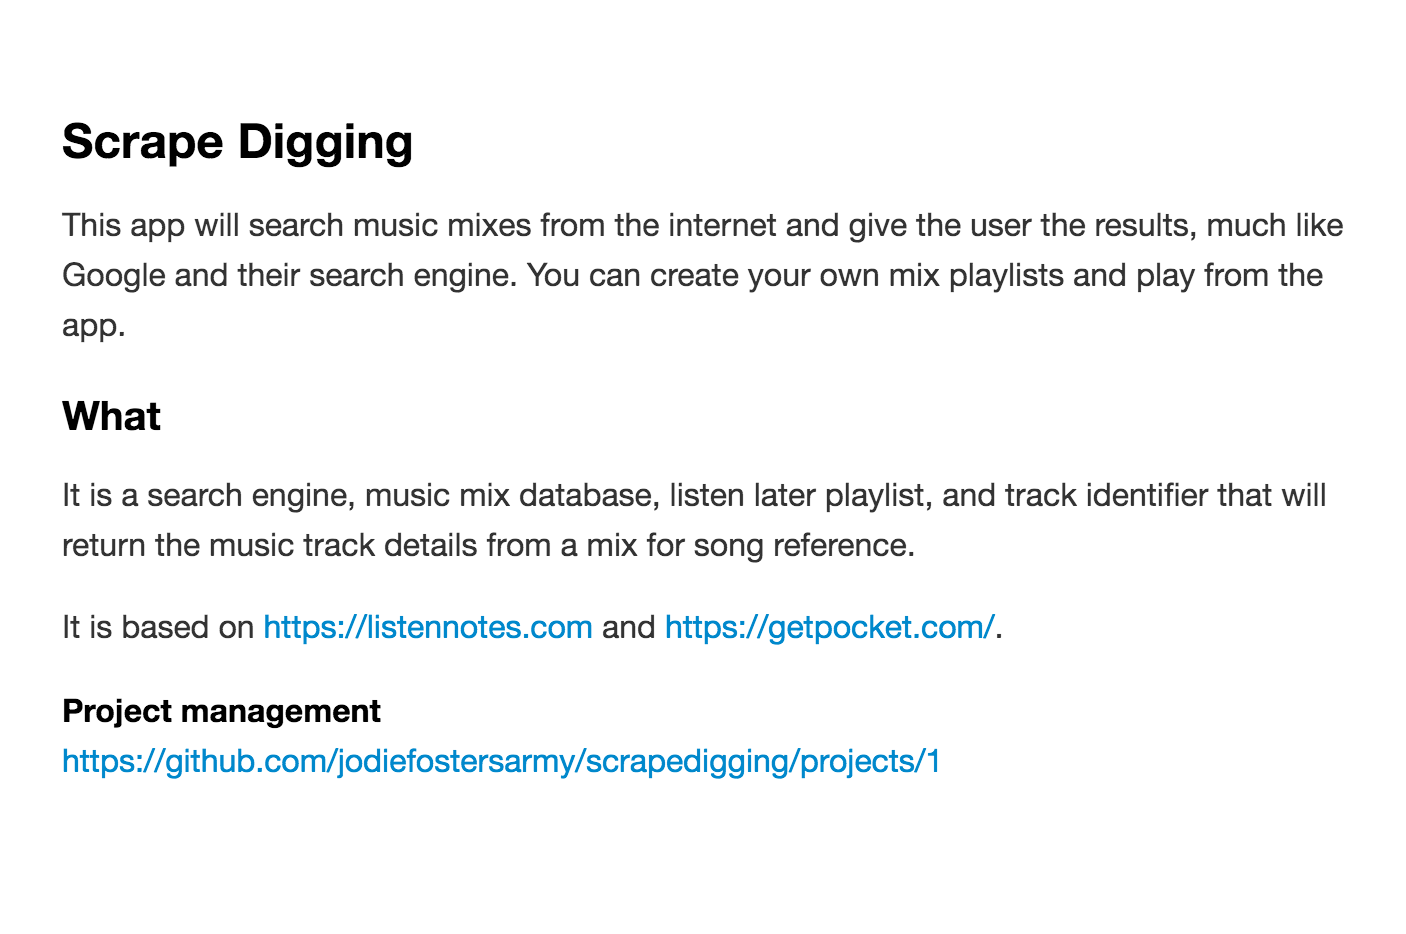 Scrape Digging
This app will search music mixes from the internet and give the user the results, much like
Google and their search engine. You can create your own mix playlists and play from the
app.
What
It is a search engine, music mix database, listen later playlist, and track identifier that will
return the music track details from a mix for song reference.
It is based on https://listennotes.com and https://getpocket.com/.
Project management
https://github.com/jodiefostersarmy/scrapedigging/projects/1